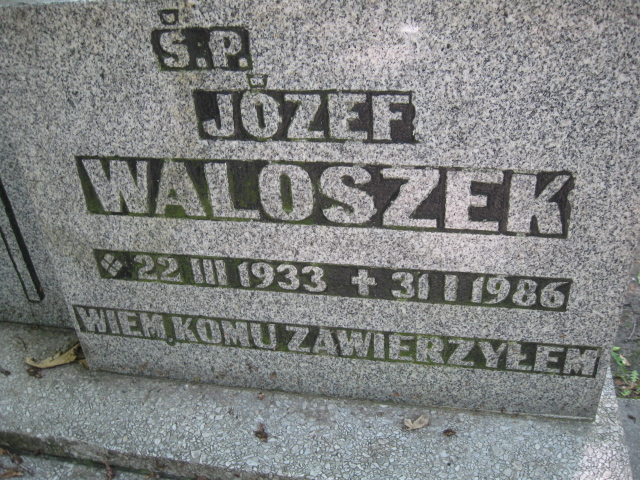 Ś.P.
JÓZEF
WALOSZEK
22 III 1933 + 31 I 1986
WIEM, KOMU ZAWIERZYŁEM